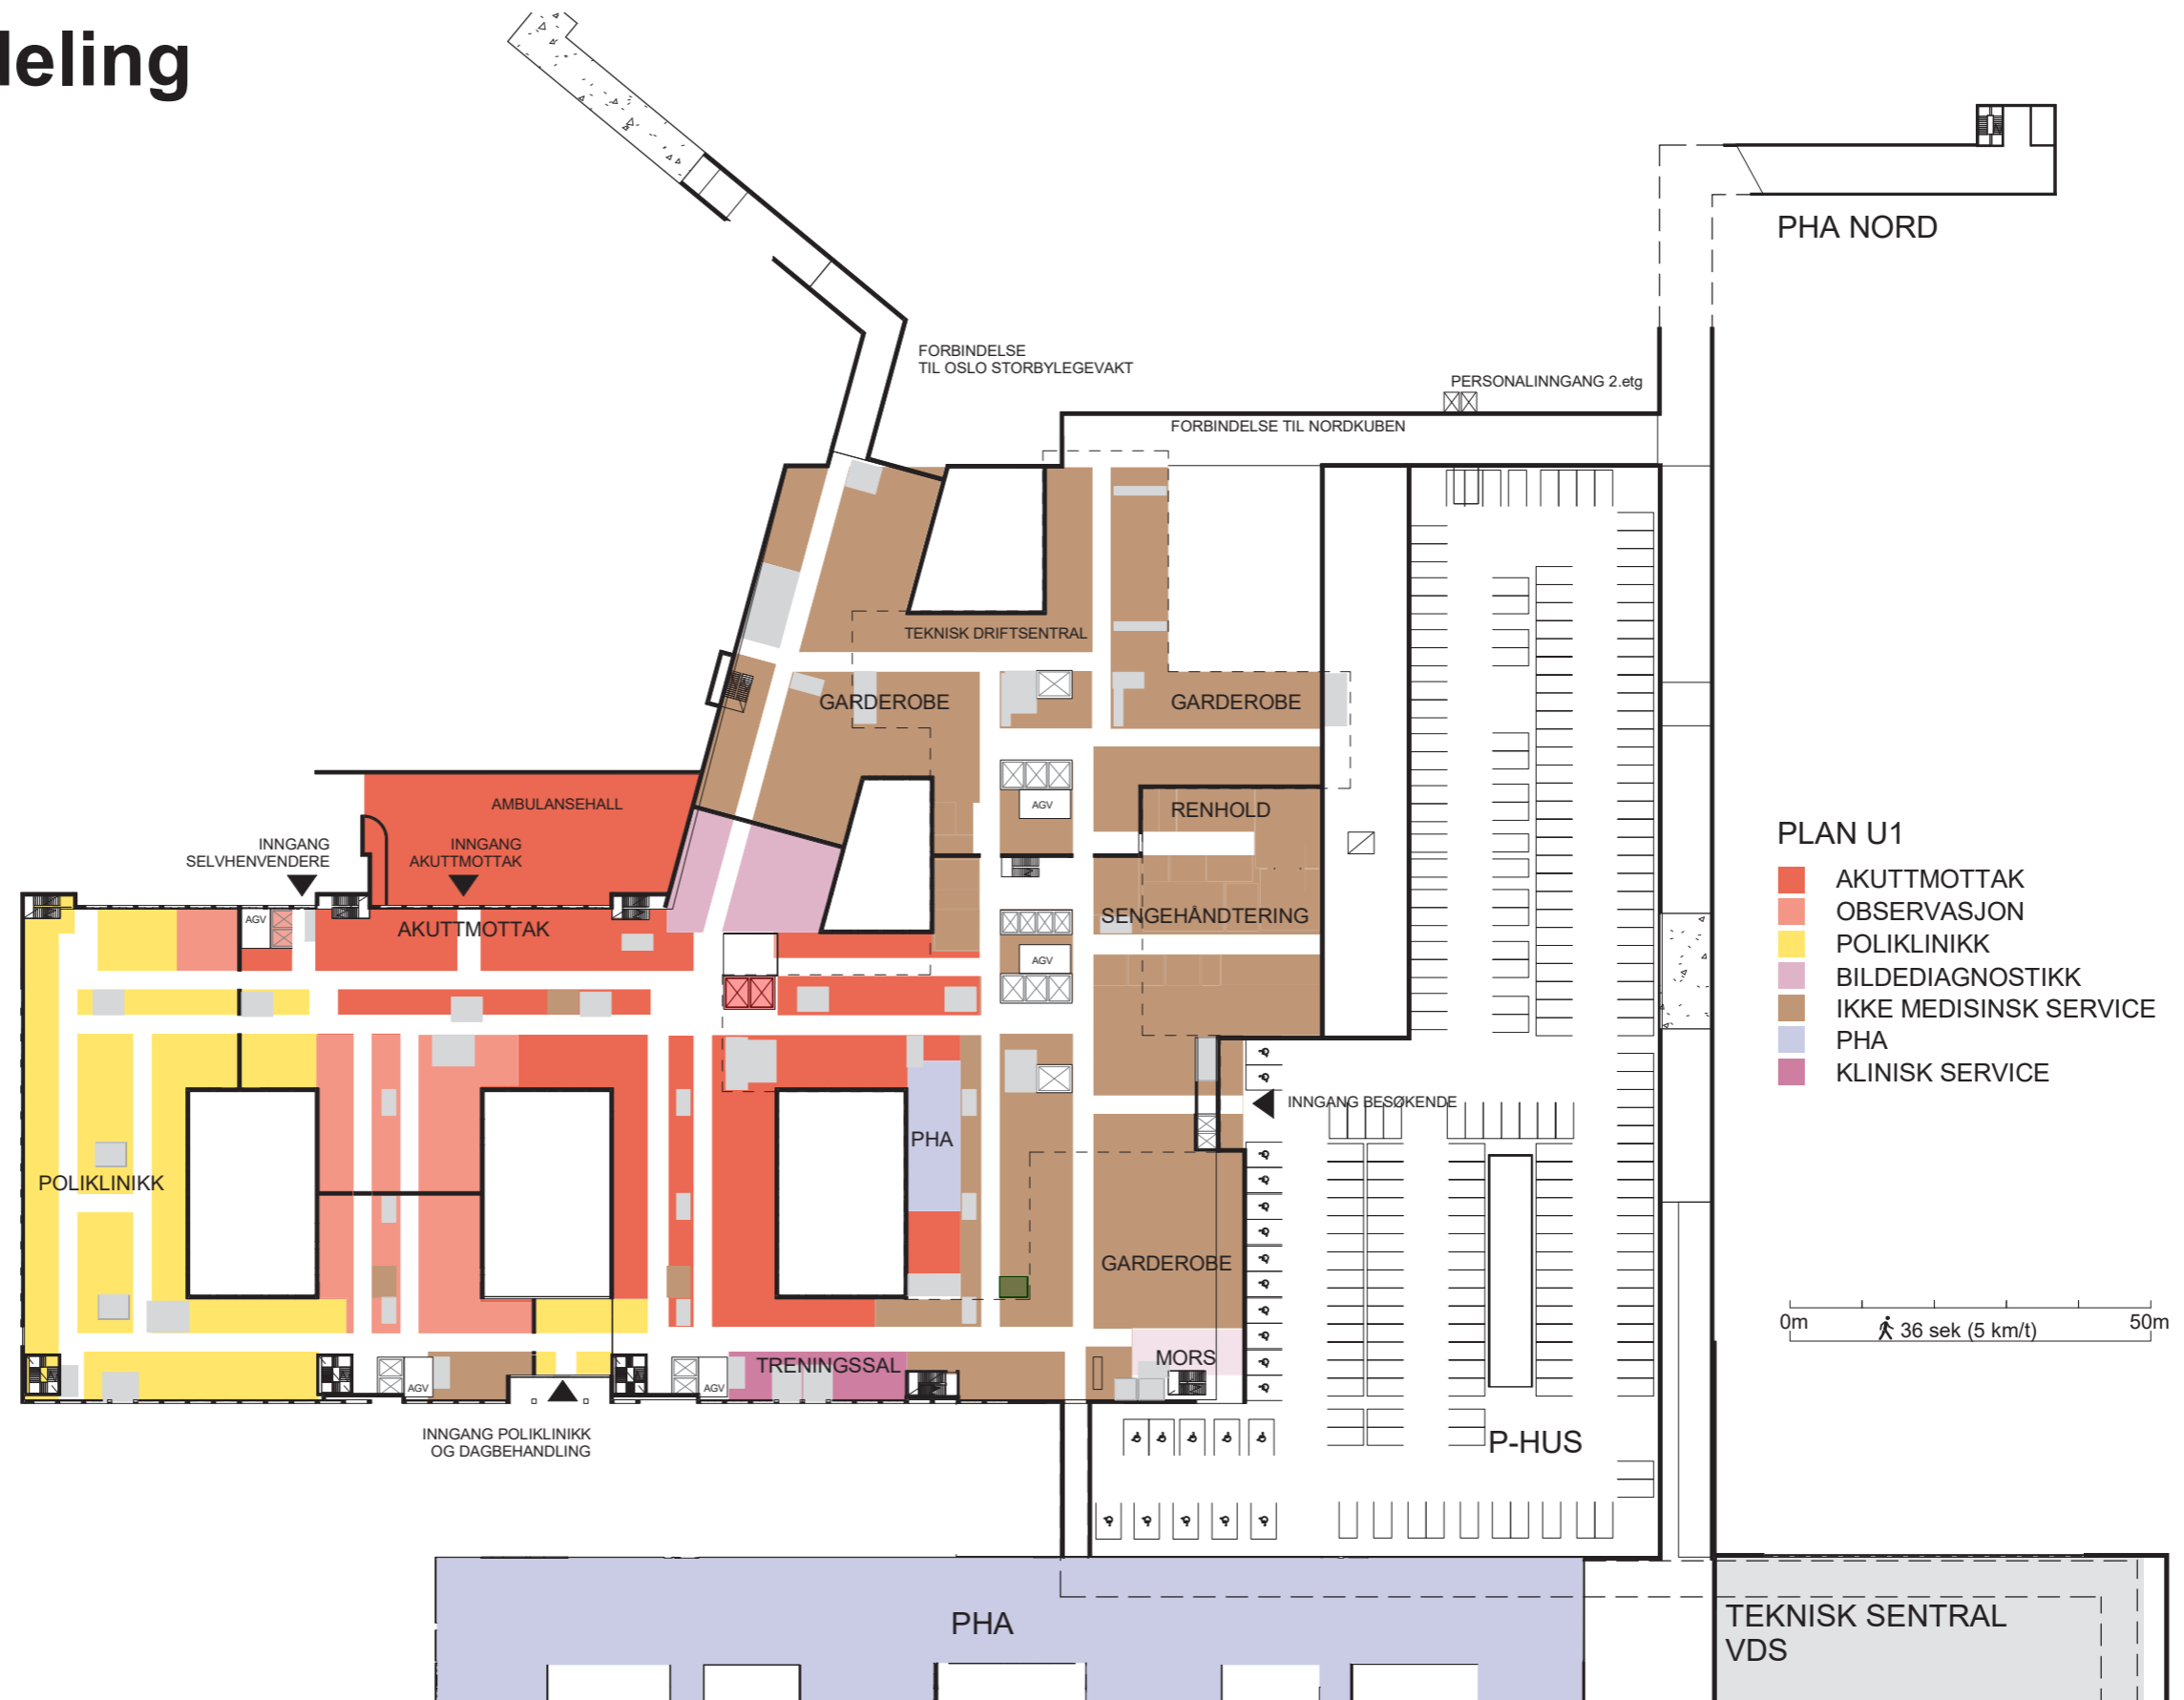 deling
PHA NORD
FORBINDELSE
TIL OSLO STORBYLEGEVAKT
PERSONALINNGANG 2.etg
FORBINDELSE TIL NORDKUBEN
TEKNISK DRIFTSENTRAL
GARDEROBE
GARDEROBE
AMBULANSEHALL
AGV
RENHOLD
INNGANG
SELVHENVENDERE
INNGANG
AKUTTMOTTAK
PLAN U1
AKUTTMOTTAK
OBSERVASJON
POLIKLINIKK
BILDEDIAGNOSTIKK
IKKE MEDISINSK SERVICE
PHA
KLINISK SERVICE
AGV
AKUTTMOTTAK
SENGEHÅNDTERING
AGV
INNGANG BESØKENDE
PHA
POLIKLINIKK
GARDEROBE
0m
36 sek (5 km/t)
50m
TRENINGSSAL
MORS
AGV
AGV
INNGANG POLIKLINIKK
OG DAGBEHANDLING
P-HUS
PHA
TEKNISK SENTRAL
VDS